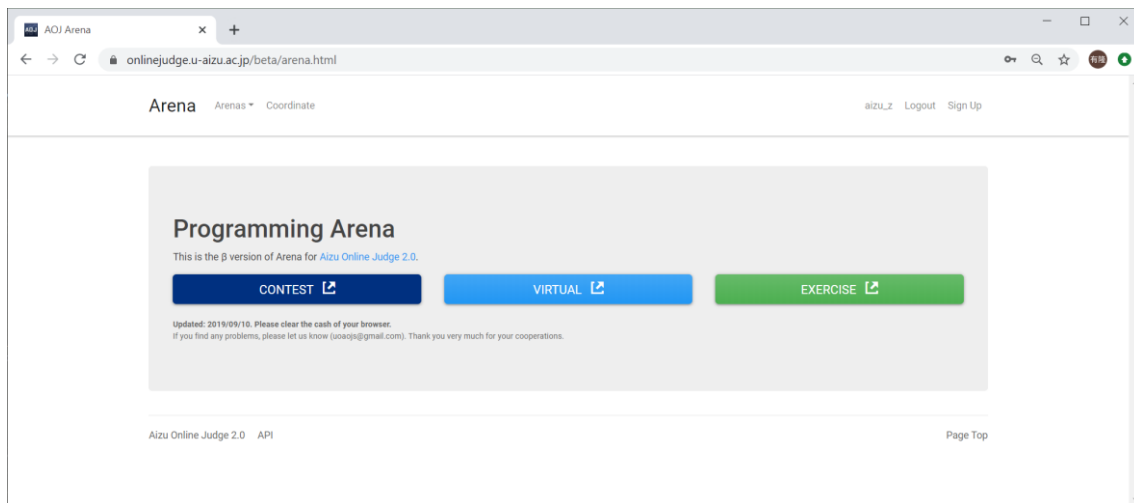 AOJ AOJ Arena
onlinejudge.u-aizu.ac.jp/beta/arena.html
有隆
Arena Arenas Coordinate aizu_z Logout Sign Up
Programming Arena
This is the β version of Arena for Aizu Online Judge 2.0.
CONTEST VIRTUAL EXERCISE
Updated: 2019/09/10. Please clear the cash of your browser.
If you find any problems, please let us know (uoaojs@gmail.com). Thank you very much for your cooperations.
Aizu Online Judge 2.0 API Page Top